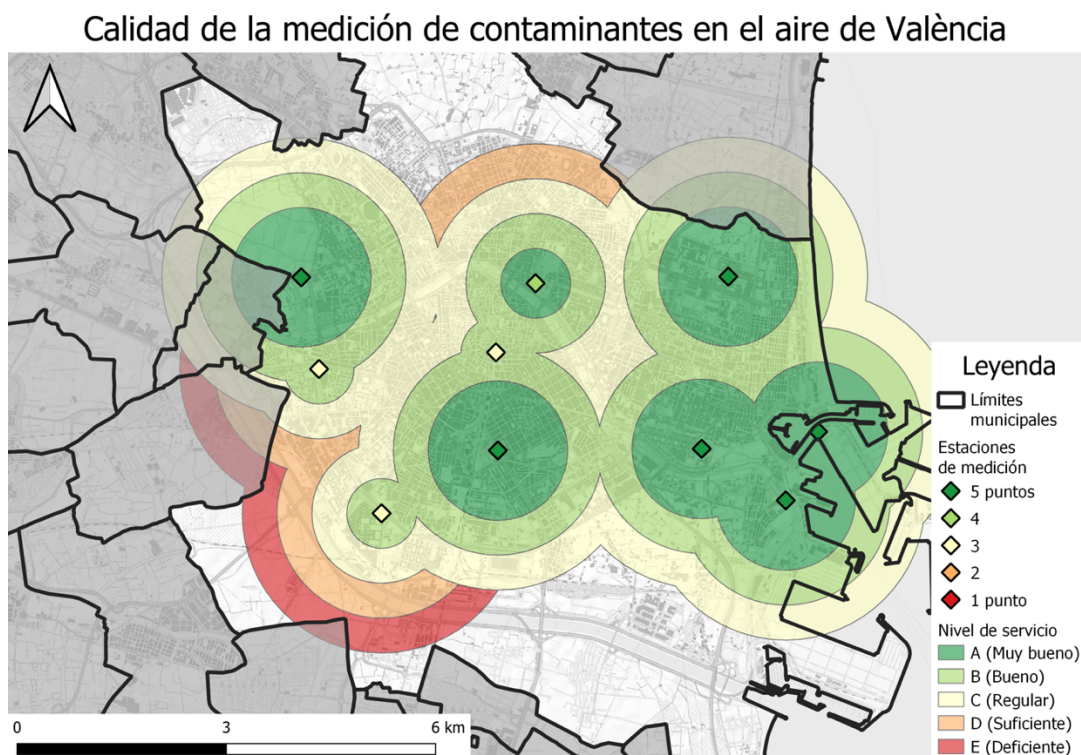 Calidad de la medición de contaminantes en el aire de València
Leyenda
Límites
municipales
Estaciones
de medición
5 puntos
4
3
2
1 punto
Nivel de servicio
A (Muy bueno)
B (Bueno)
C (Regular)
D (Suficiente)
E (Deficiente)
0 3 6 km